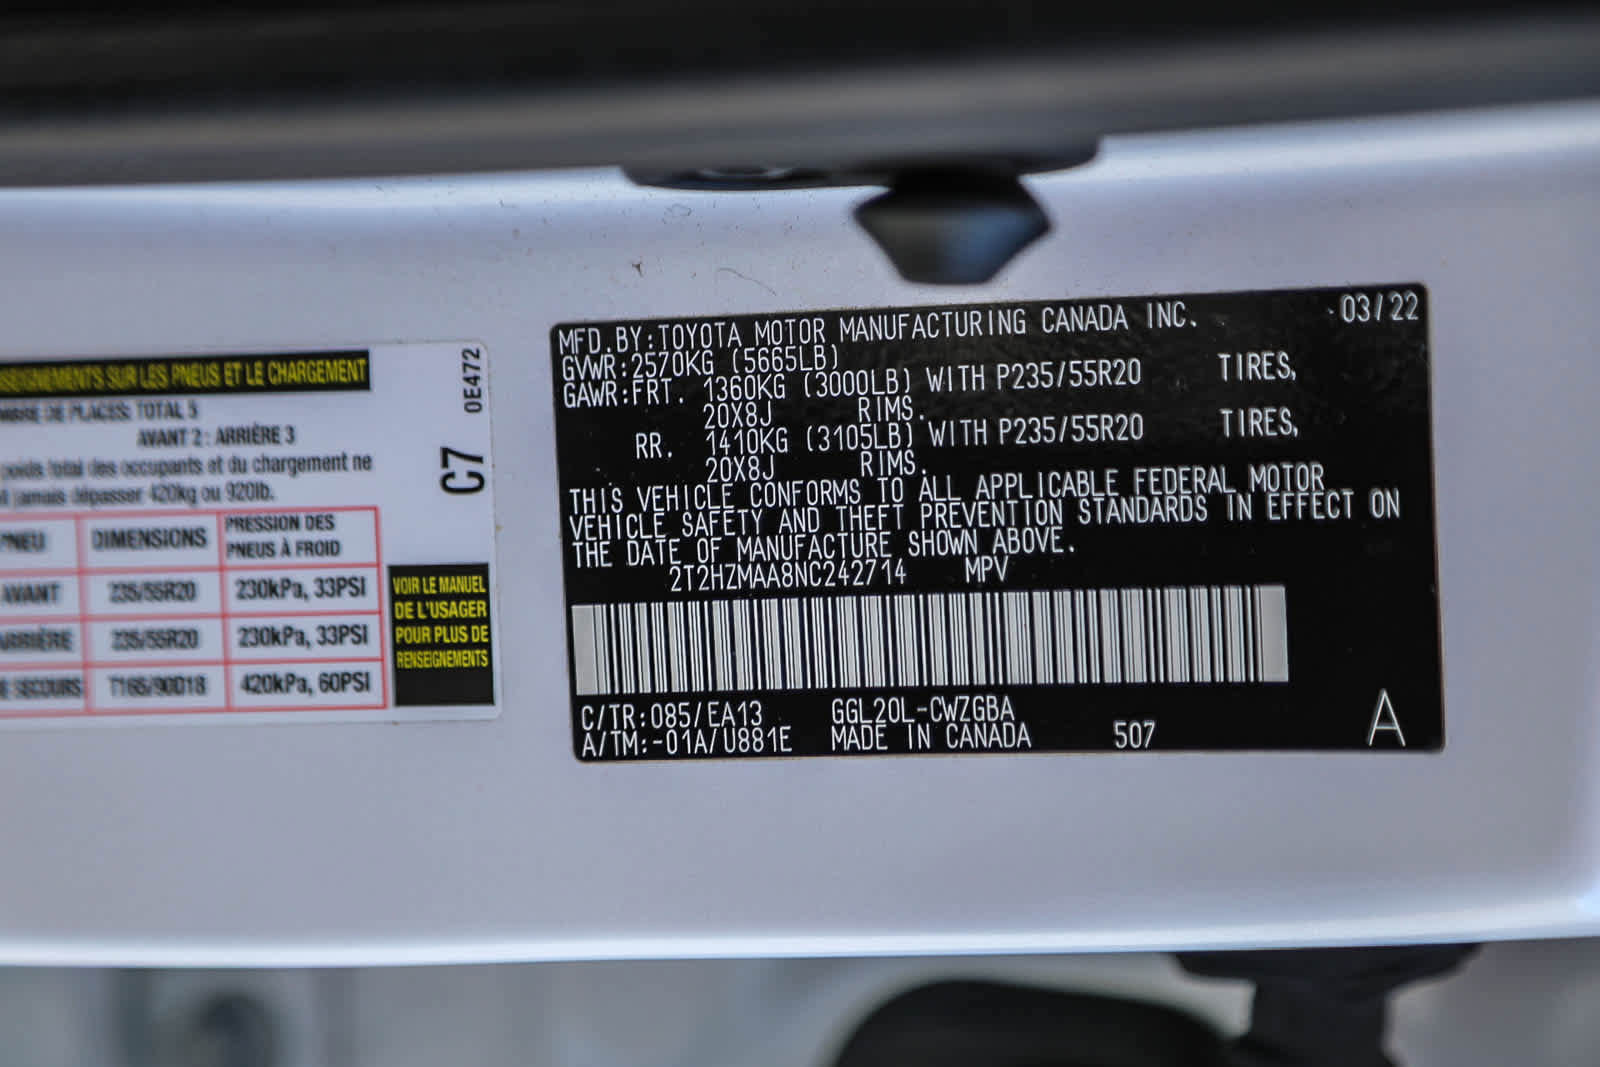 SEIGNEMENTS SUR LES PNEUS ET LE CHARGEMENT
0E472
C7
DE PLACES: TOTAL 5
AVANT 2 : ARRIÈRE 3
poids total des occupants et du chargement ne
jamais dépasser 420kg ou 920lb.
PNEU DIMENSIONS PRESSION DES PNEUS À FROID
AVANT 235/55R20 230kPa, 33PSI
ARRIÈRE 235/55R20 230kPa, 33PSI
SECOURS T165/90D18 420kPa, 60PSI
VOIR LE MANUEL
DE L'USAGER
POUR PLUS DE
RENSEIGNEMENTS
MFD.BY:TOYOTA MOTOR MANUFACTURING CANADA INC. 03/22
GVWR:2570KG (5665LB)
GAWR:FRT. 1360KG (3000LB) WITH P235/55R20 TIRES,
20X8J RIMS.
RR. 1410KG (3105LB) WITH P235/55R20 TIRES,
20X8J RIMS.
THIS VEHICLE CONFORMS TO ALL APPLICABLE FEDERAL MOTOR
VEHICLE SAFETY AND THEFT PREVENTION STANDARDS IN EFFECT ON
THE DATE OF MANUFACTURE SHOWN ABOVE.
2T2HZMAA8NC242714 MPV
C/TR:085/EA13 GGL20L-CWZGBA
A/TM:-01A/U881E MADE IN CANADA 507 A